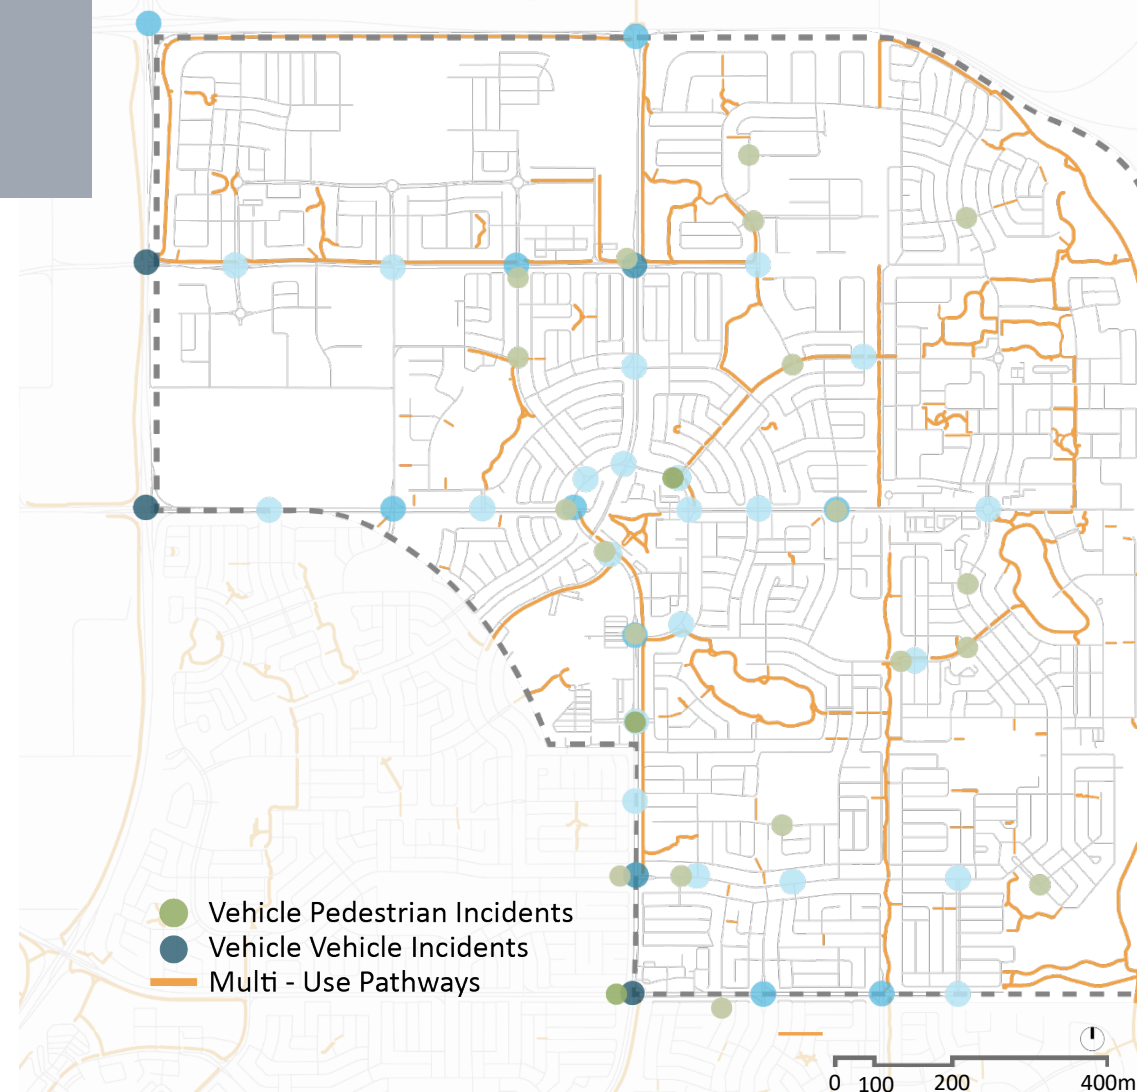 Vehicle Pedestrian Incidents
Vehicle Vehicle Incidents
Multi - Use Pathways
0 100 200 400m